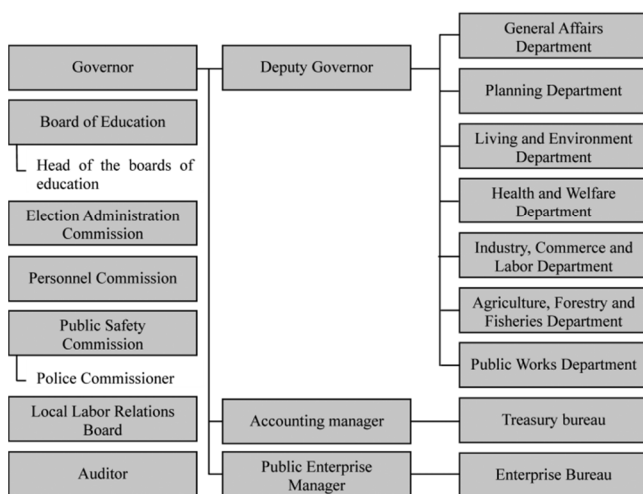 Governor
Board of Education
Head of the boards of
education
Election Administration
Commission
Personnel Commission
Public Safety
Commission
Police Commissioner
Local Labor Relations
Board
Auditor
Deputy Governor
Accounting manager
Public Enterprise
Manager
General Affairs
Department
Planning Department
Living and Environment
Department
Health and Welfare
Department
Industry, Commerce and
Labor Department
Agriculture, Forestry and
Fisheries Department
Public Works Department
Treasury bureau
Enterprise Bureau